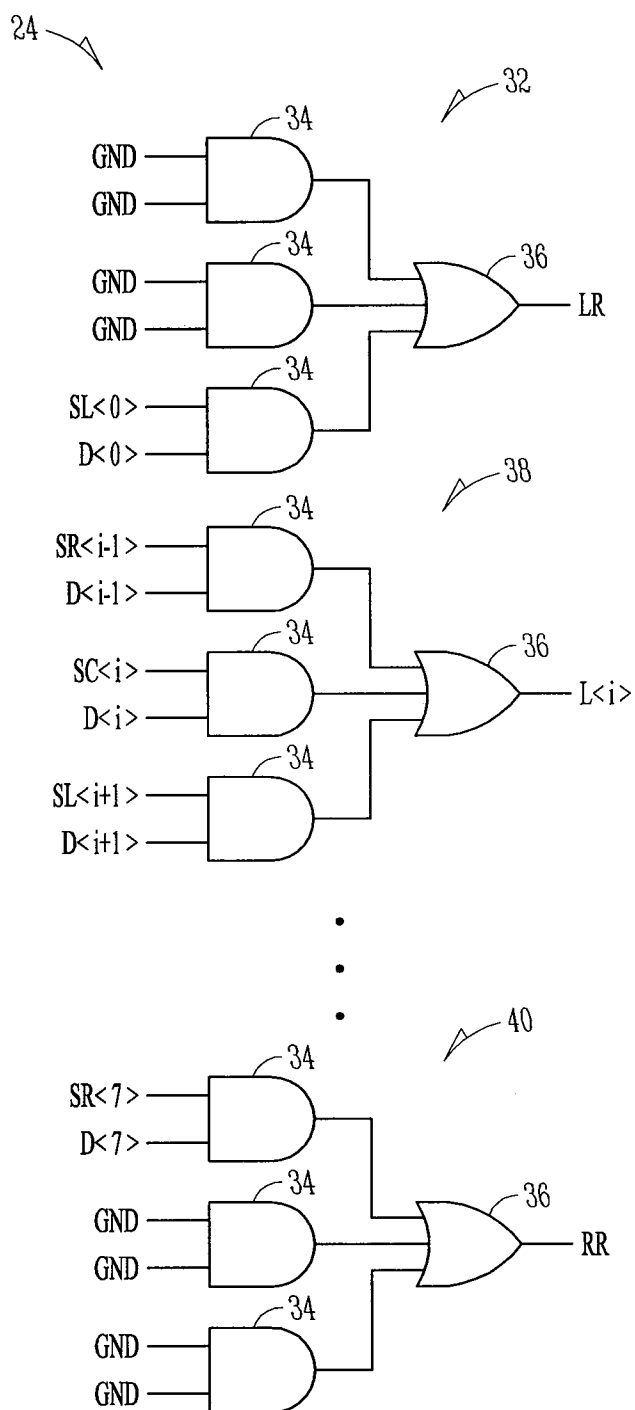 24
32
34
GND
GND
34
36
GND
LR
GND
34
SL<0>
D<0>
38
34
SR<i-1>
D<i-1>
34
36
SC<i>
L<i>
D<i>
34
SL<i+1>
D<i+1>
40
34
SR<7>
D<7>
34
36
GND
RR
GND
34
GND
GND